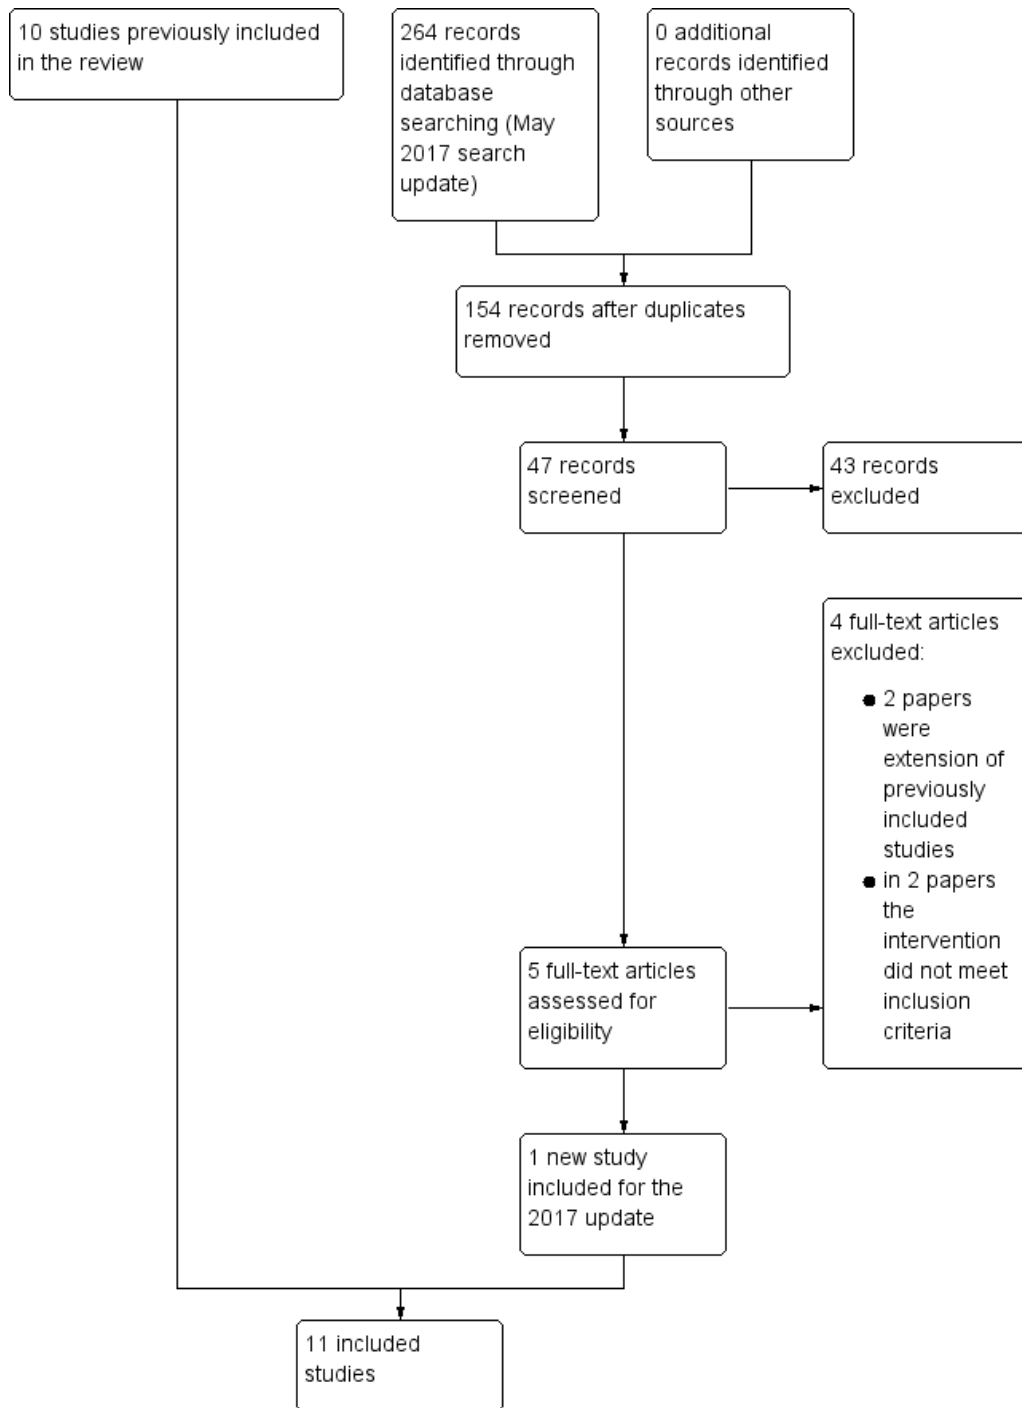 10 studies previously included
in the review
264 records
identified through
database
searching (May
2017 search
update)
0 additional
records identified
through other
sources
154 records after duplicates
removed
47 records
screened
43 records
excluded
4 full-text articles
excluded:
● 2 papers
were
extension of
previously
included
studies
● in 2 papers
the
intervention
did not meet
inclusion
criteria
5 full-text articles
assessed for
eligibility
1 new study
included for the
2017 update
11 included
studies